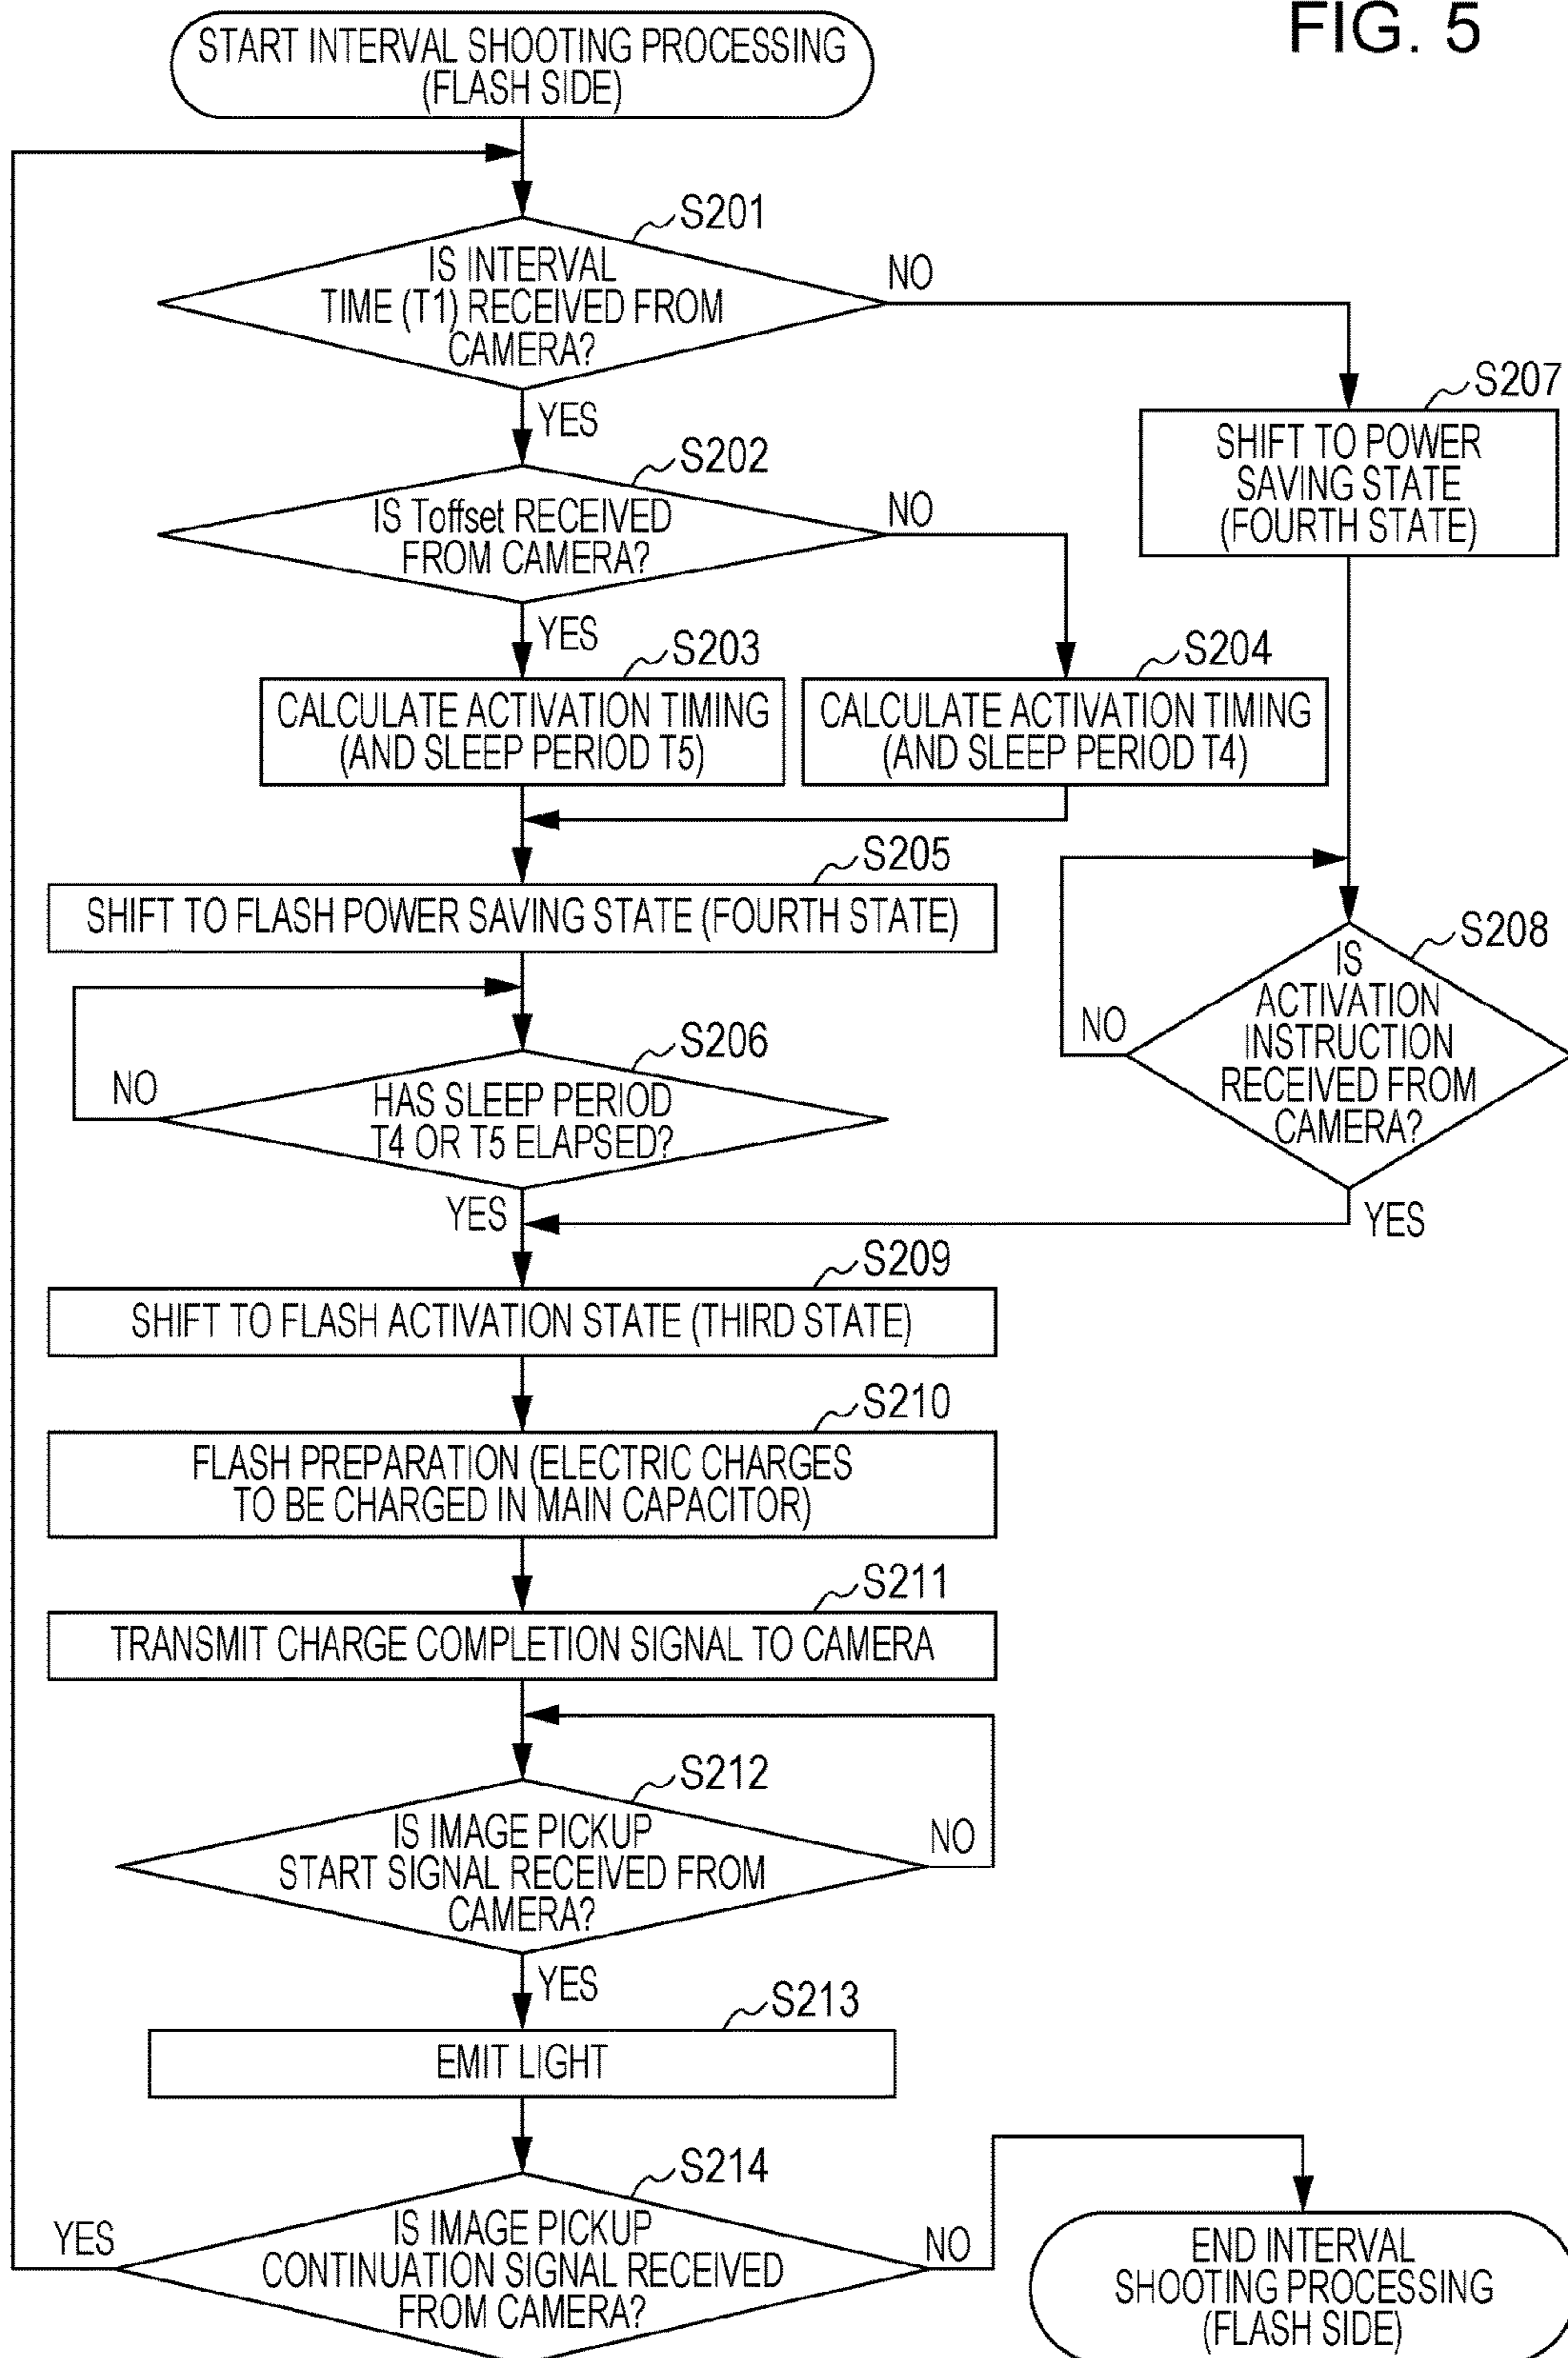 FIG. 5
START INTERVAL SHOOTING PROCESSING
(FLASH SIDE)
S201
IS INTERVAL
TIME (T1) RECEIVED FROM
CAMERA?
NO
YES
S207
SHIFT TO POWER
SAVING STATE
(FOURTH STATE)
S202
IS Toffset RECEIVED
FROM CAMERA?
NO
YES
S203
CALCULATE ACTIVATION TIMING
(AND SLEEP PERIOD T5)
S204
CALCULATE ACTIVATION TIMING
(AND SLEEP PERIOD T4)
S205
SHIFT TO FLASH POWER SAVING STATE (FOURTH STATE)
S208
IS
ACTIVATION
INSTRUCTION
RECEIVED FROM
CAMERA?
NO
YES
S206
HAS SLEEP PERIOD
T4 OR T5 ELAPSED?
NO
YES
S209
SHIFT TO FLASH ACTIVATION STATE (THIRD STATE)
S210
FLASH PREPARATION (ELECTRIC CHARGES
TO BE CHARGED IN MAIN CAPACITOR)
S211
TRANSMIT CHARGE COMPLETION SIGNAL TO CAMERA
S212
IS IMAGE PICKUP
START SIGNAL RECEIVED FROM
CAMERA?
NO
YES
S213
EMIT LIGHT
S214
IS IMAGE PICKUP
CONTINUATION SIGNAL RECEIVED
FROM CAMERA?
YES
NO
END INTERVAL
SHOOTING PROCESSING
(FLASH SIDE)